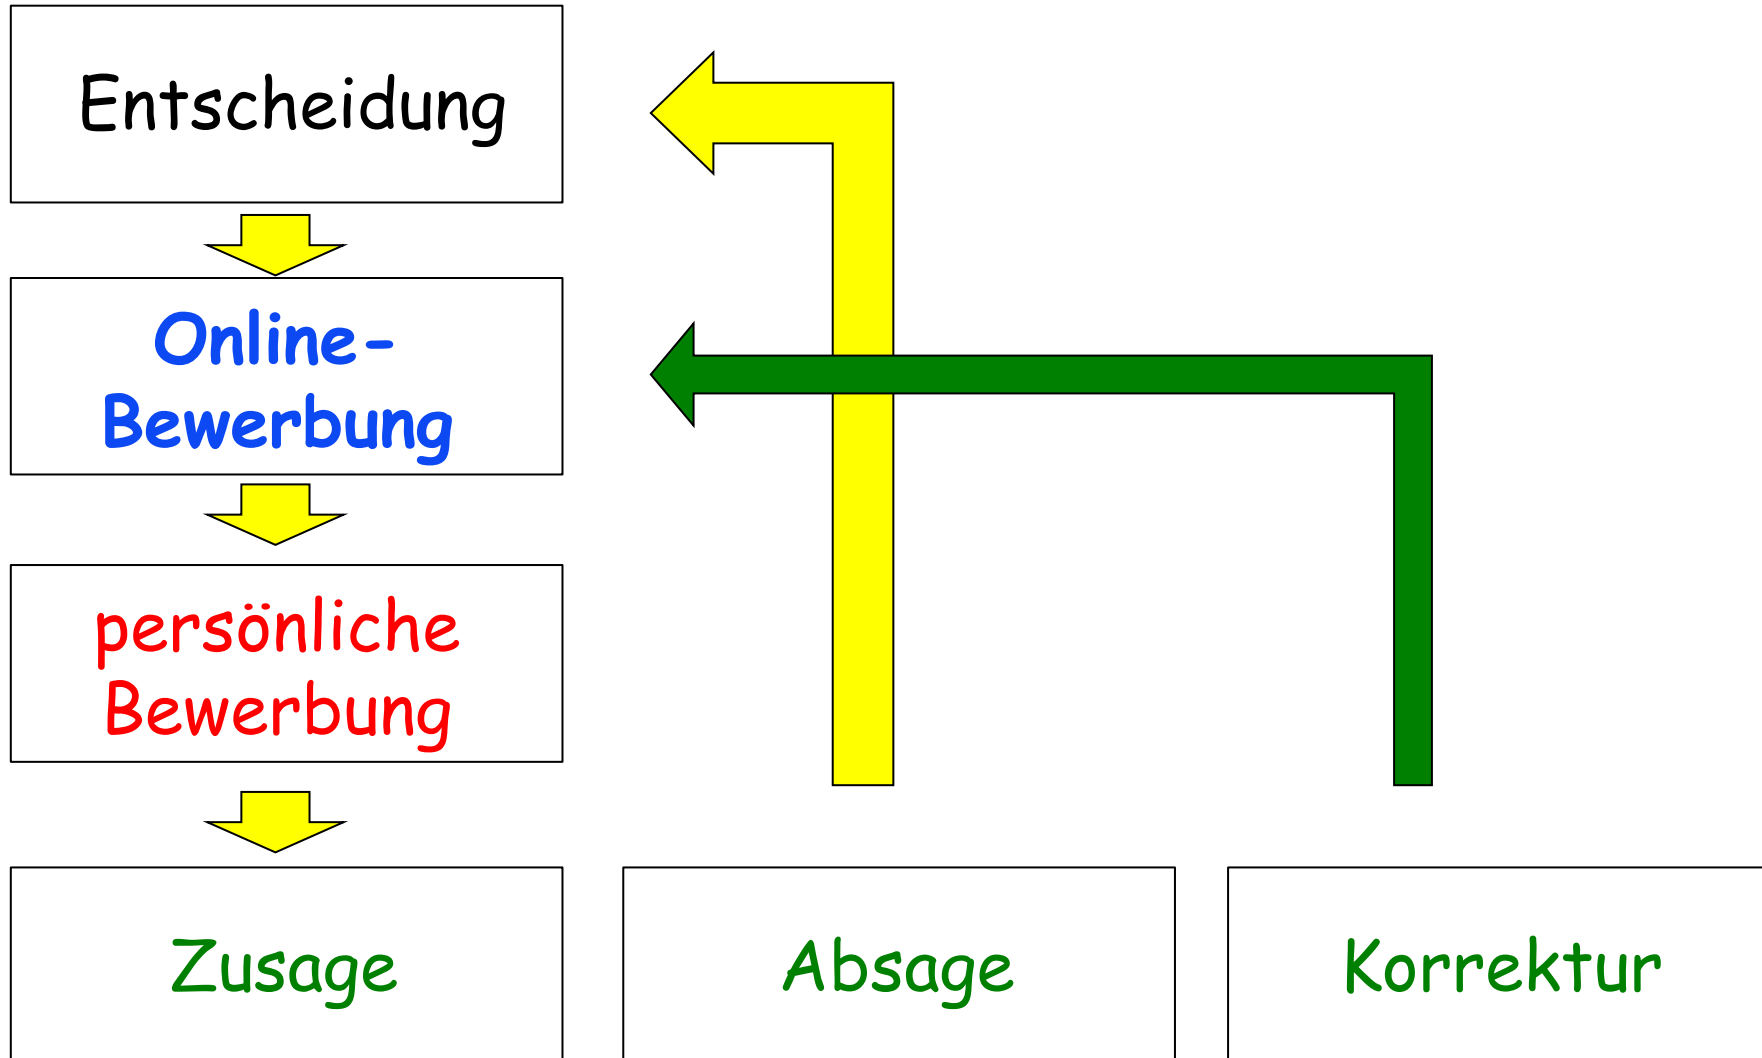 Entscheidung
Online-
Bewerbung
persönliche
Bewerbung
Zusage
Absage
Korrektur